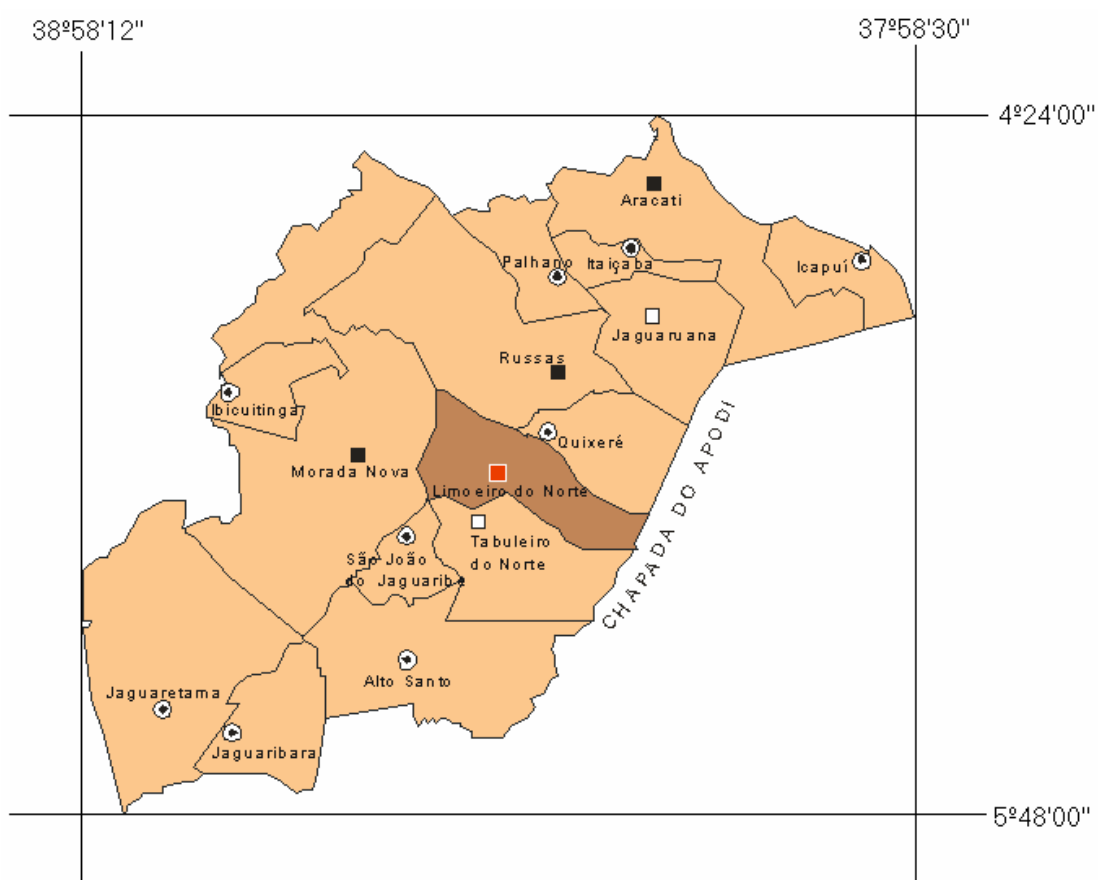 38º58'12"
37º58'30"
4º24'00"
Aracati
Palhano
Itaiçaba
Icapuí
Jaguaruana
Russas
Ibicuitinga
Quixeré
Morada Nova
Limoeiro do Norte
CHAPADA DO APODI
São João
do Jaguaribe
Tabuleiro
do Norte
Alto Santo
Jaguaretama
Jaguaribara
5º48'00"